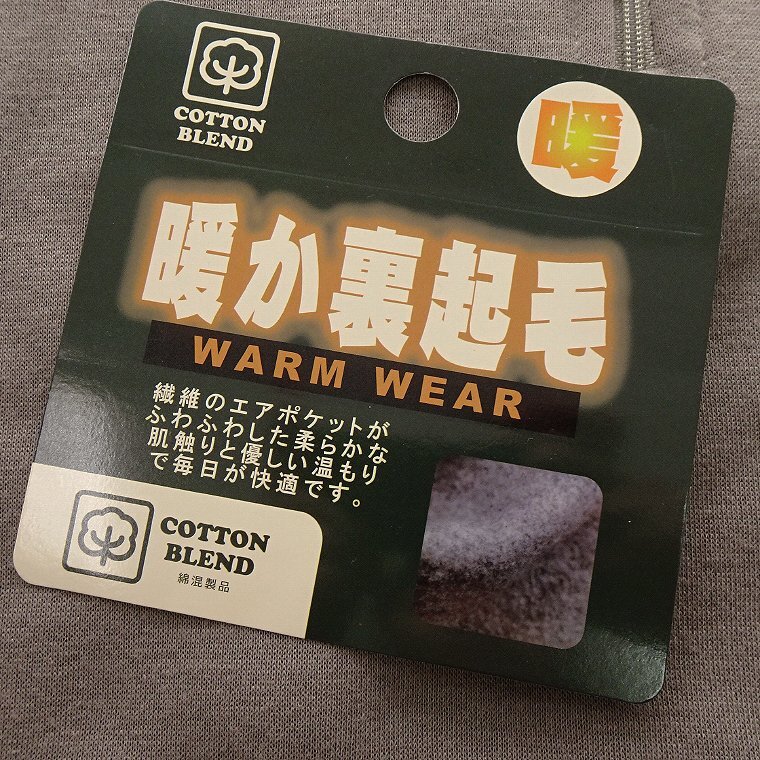 COTTON
BLEND
暖
暖か裏起毛
WARM WEAR
繊維のエアポケットが
ふわふわした柔らかな
肌触りと優しい温もり
で毎日が快適です。
COTTON
BLEND
綿混製品